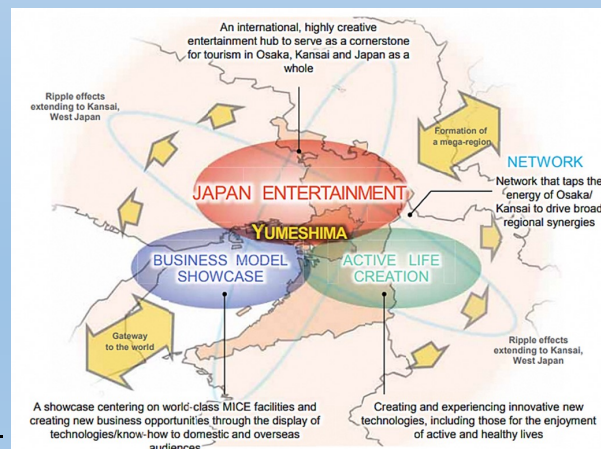 An international, highly creative
entertainment hub to serve as a cornerstone
for tourism in Osaka, Kansai and Japan as a
whole
Ripple effects
extending to Kansai,
West Japan
Formation of
a mega-region
NETWORK
Network that taps the
energy of Osaka/
Kansai to drive broad
regional synergies
JAPAN ENTERTAINMENT
YUMESHIMA
BUSINESS MODEL
SHOWCASE
ACTIVE LIFE
CREATION
Gateway
to the world
Ripple effects
extending to Kansai,
West Japan
A showcase centering on world-class MICE facilities and
creating new business opportunities through the display of
technologies/know-how to domestic and overseas
audiences
Creating and experiencing innovative new
technologies, including those for the enjoyment
of active and healthy lives